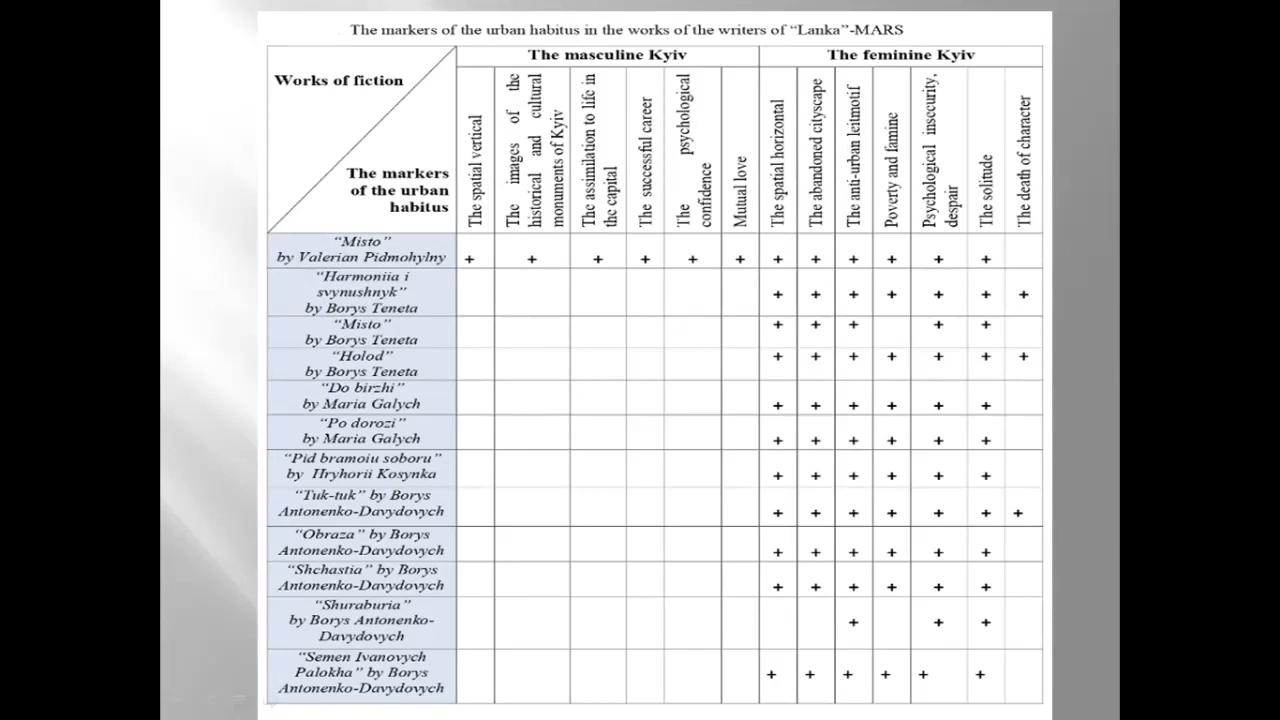 The markers of the urban habitus in the works of the writers of “Lanka”-MARS
The masculine Kyiv
The feminine Kyiv
Works of fiction
The markers
of the urban
habitus
The spatial vertical
The images of the
historical and cultural
monuments of Kyiv
The assimilation to life in
the capital
The successful career
The psychological
confidence
Mutual love
The spatial horizontal
The abandoned cityscape
The anti-urban leitmotif
Poverty and famine
Psychological insecurity,
despair
The solitude
The death of character
“Misto”
by Valerian Pidmohylny + + + + + + + + + + + +
“Harmoniia i
svynushnyk” + + + + + + +
by Borys Teneta
“Misto” + + + + +
by Borys Teneta
“Holod” + + + + + + +
by Borys Teneta
“Do birzhi”
by Maria Galych + + + + + +
“Po dorozi”
by Maria Galych + + + + + +
“Pid bramoiu soboru”
by Hryhorii Kosynka + + + + + +
“Tuk-tuk” by Borys
Antonenko-Davydovych + + + + + + +
“Obraza” by Borys
Antonenko-Davydovych + + + + + +
“Shchastia” by Borys
Antonenko-Davydovych + + + + + +
“Shuraburia”
by Borys Antonenko- + + +
Davydovych
“Semen Ivanovych
Palokha” by Borys + + + + + +
Antonenko-Davydovych